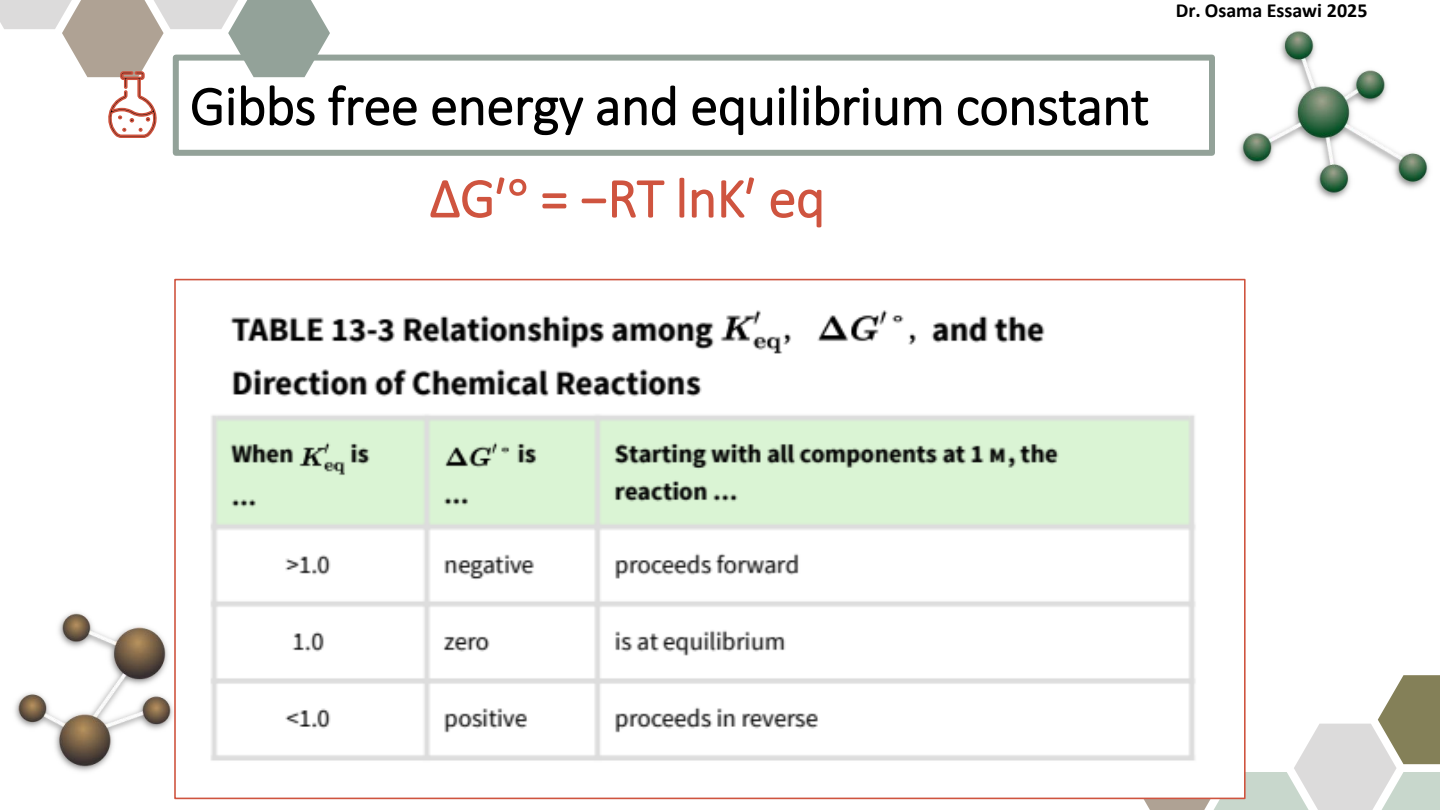 Dr. Osama Essawi 2025
Gibbs free energy and equilibrium constant
ΔG′° = −RT lnK′ eq
TABLE 13-3 Relationships among K′eq, ΔG′°, and the
Direction of Chemical Reactions
When K′eq is
...
ΔG′° is
...
Starting with all components at 1 M, the
reaction ...
>1.0 negative proceeds forward
1.0 zero is at equilibrium
<1.0 positive proceeds in reverse